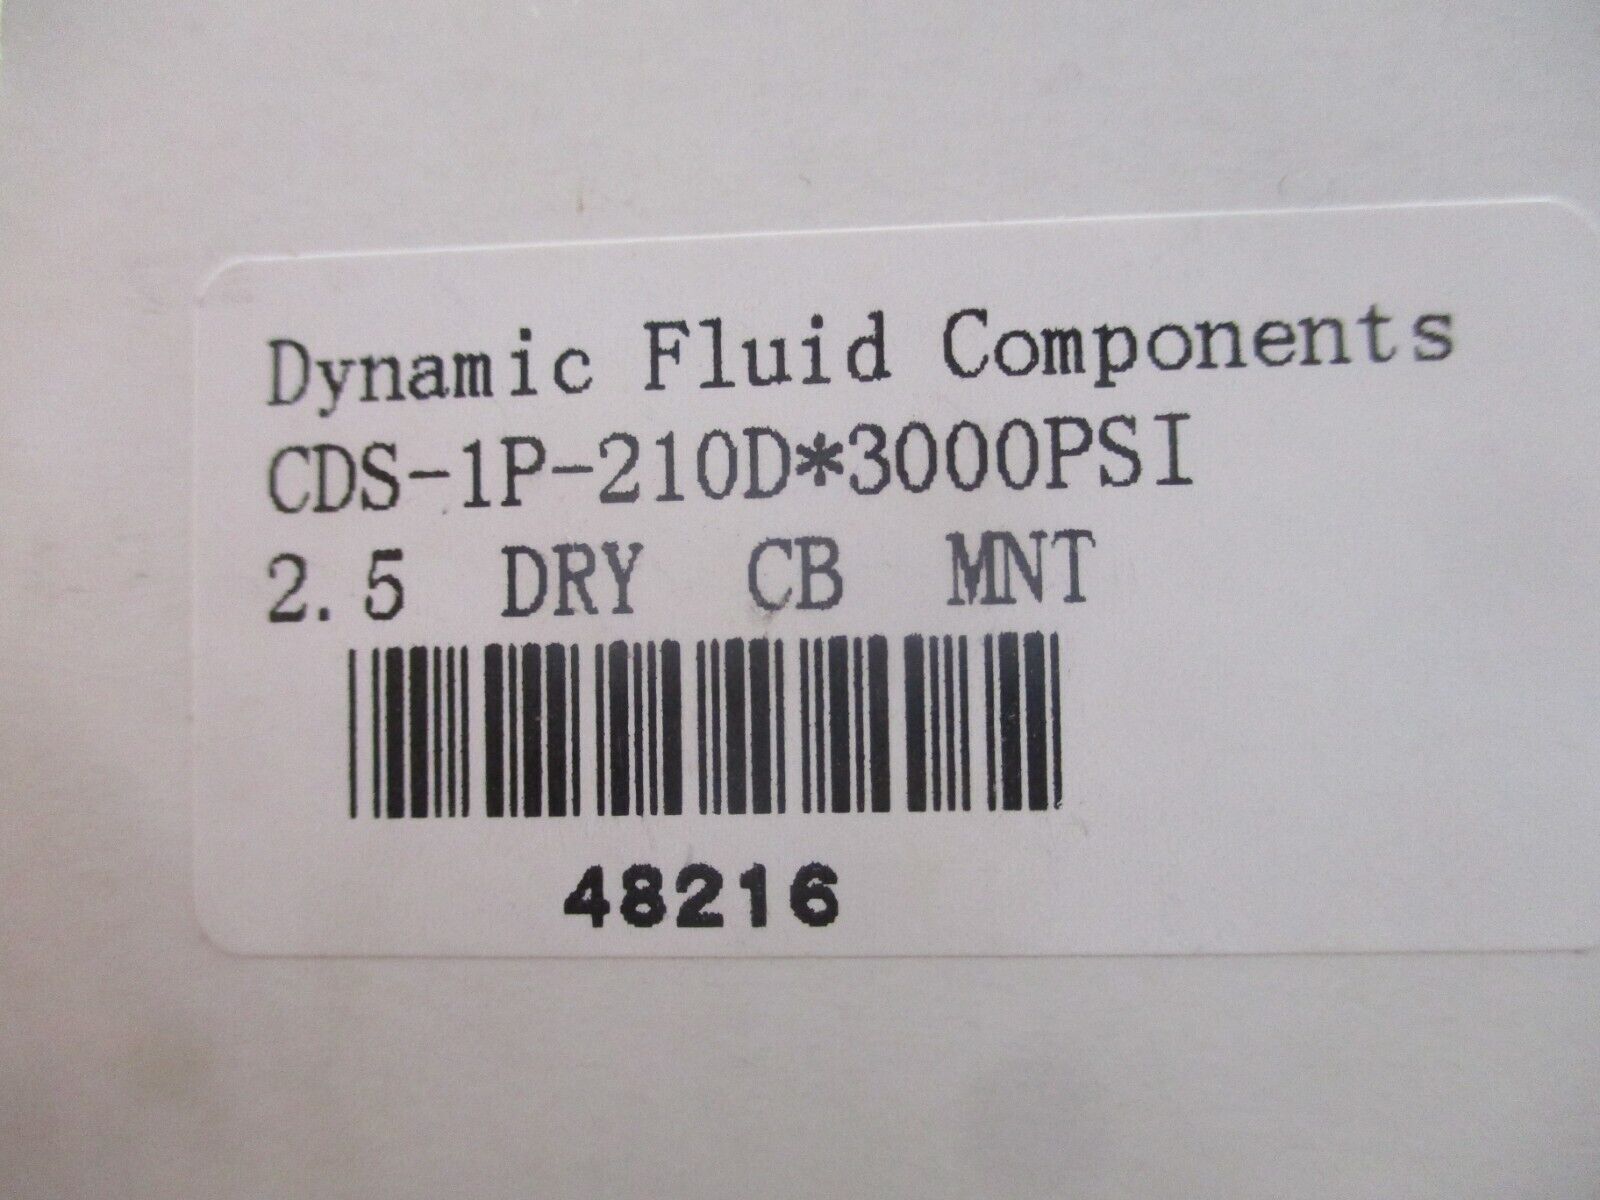 Dynamic Fluid Components
CDS-1P-210D*3000PSI
2.5 DRY CB MNT
48216